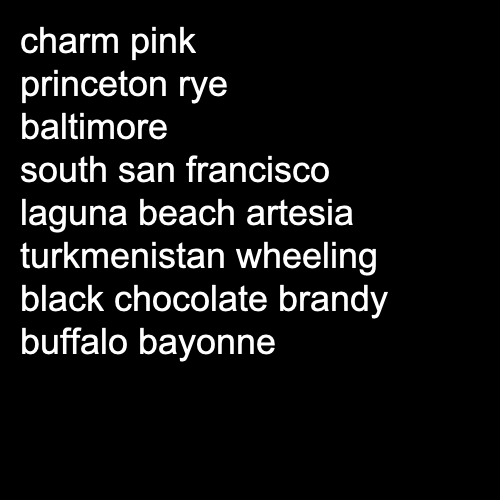 charm pink
princeton rye
baltimore
south san francisco
laguna beach artesia
turkmenistan wheeling
black chocolate brandy
buffalo bayonne